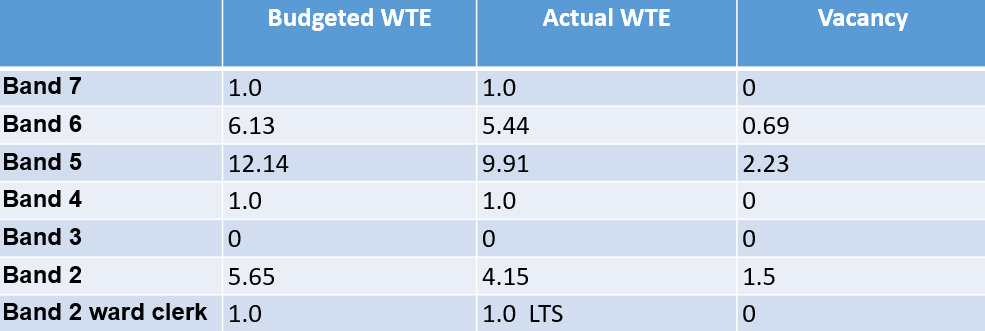 Budgeted WTE Actual WTE Vacancy
Band 7 1.0 1.0 0
Band 6 6.13 5.44 0.69
Band 5 12.14 9.91 2.23
Band 4 1.0 1.0 0
Band 3 0 0 0
Band 2 5.65 4.15 1.5
Band 2 ward clerk 1.0 1.0 LTS 0